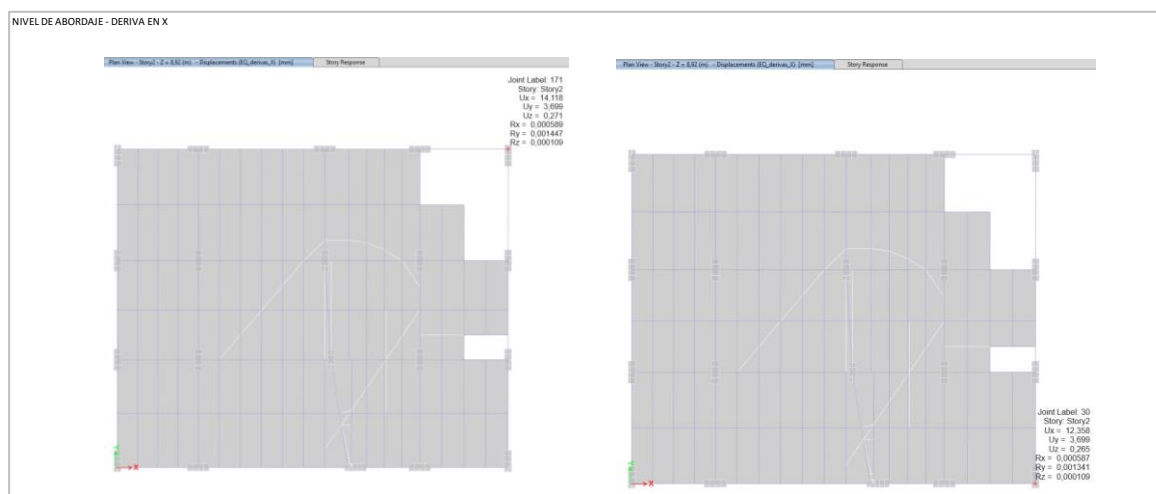 NIVEL DE ABORDAJE - DERIVA EN X
Plan View - Story2 - Z = 8,92 (m) - Displacements (EQ_derivas_X) [mm]
Story Response
Joint Label: 171
Story: Story2
Ux = 14,118
Uy = 3,699
Uz = 0,271
Rx = 0,000589
Ry = 0,001447
Rz = 0,000109
X
Y
Plan View - Story2 - Z = 8,92 (m) - Displacements (EQ_derivas_X) [mm]
Story Response
Joint Label: 30
Story: Story2
Ux = 12,358
Uy = 3,699
Uz = 0,265
Rx = 0,000587
Ry = 0,001341
Rz = 0,000109
Y
X